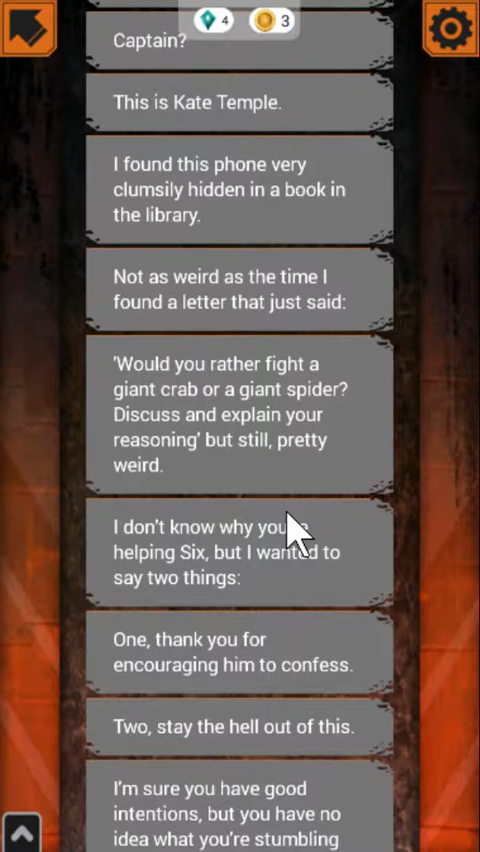 4
3
Captain?
This is Kate Temple.
I found this phone very
clumsily hidden in a book in
the library.
Not as weird as the time I
found a letter that just said:
'Would you rather fight a
giant crab or a giant spider?
Discuss and explain your
reasoning' but still, pretty
weird.
I don't know why you're
helping Six, but I wanted to
say two things:
One, thank you for
encouraging him to confess.
Two, stay the hell out of this.
I'm sure you have good
intentions, but you have no
idea what you're stumbling